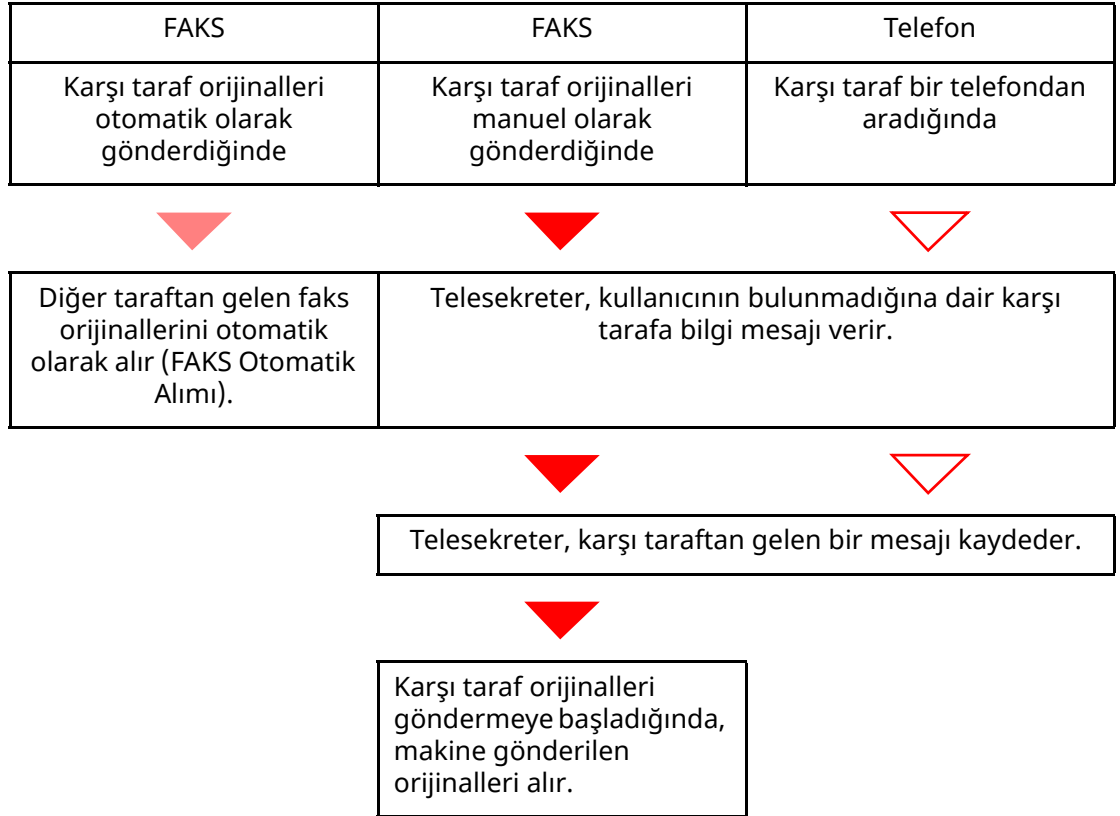 FAKS
FAKS
Telefon
Karşı taraf orijinalleri
otomatik olarak
gönderdiğinde
Karşı taraf orijinalleri
manuel olarak
gönderdiğinde
Karşı taraf bir telefondan
aradığında
Diğer taraftan gelen faks
orijinallerini otomatik
olarak alır (FAKS Otomatik
Alımı).
Telesekreter, kullanıcının bulunmadığına dair karşı
tarafa bilgi mesajı verir.
Telesekreter, karşı taraftan gelen bir mesajı kaydeder.
Karşı taraf orijinalleri
göndermeye başladığında,
makine gönderilen
orijinalleri alır.